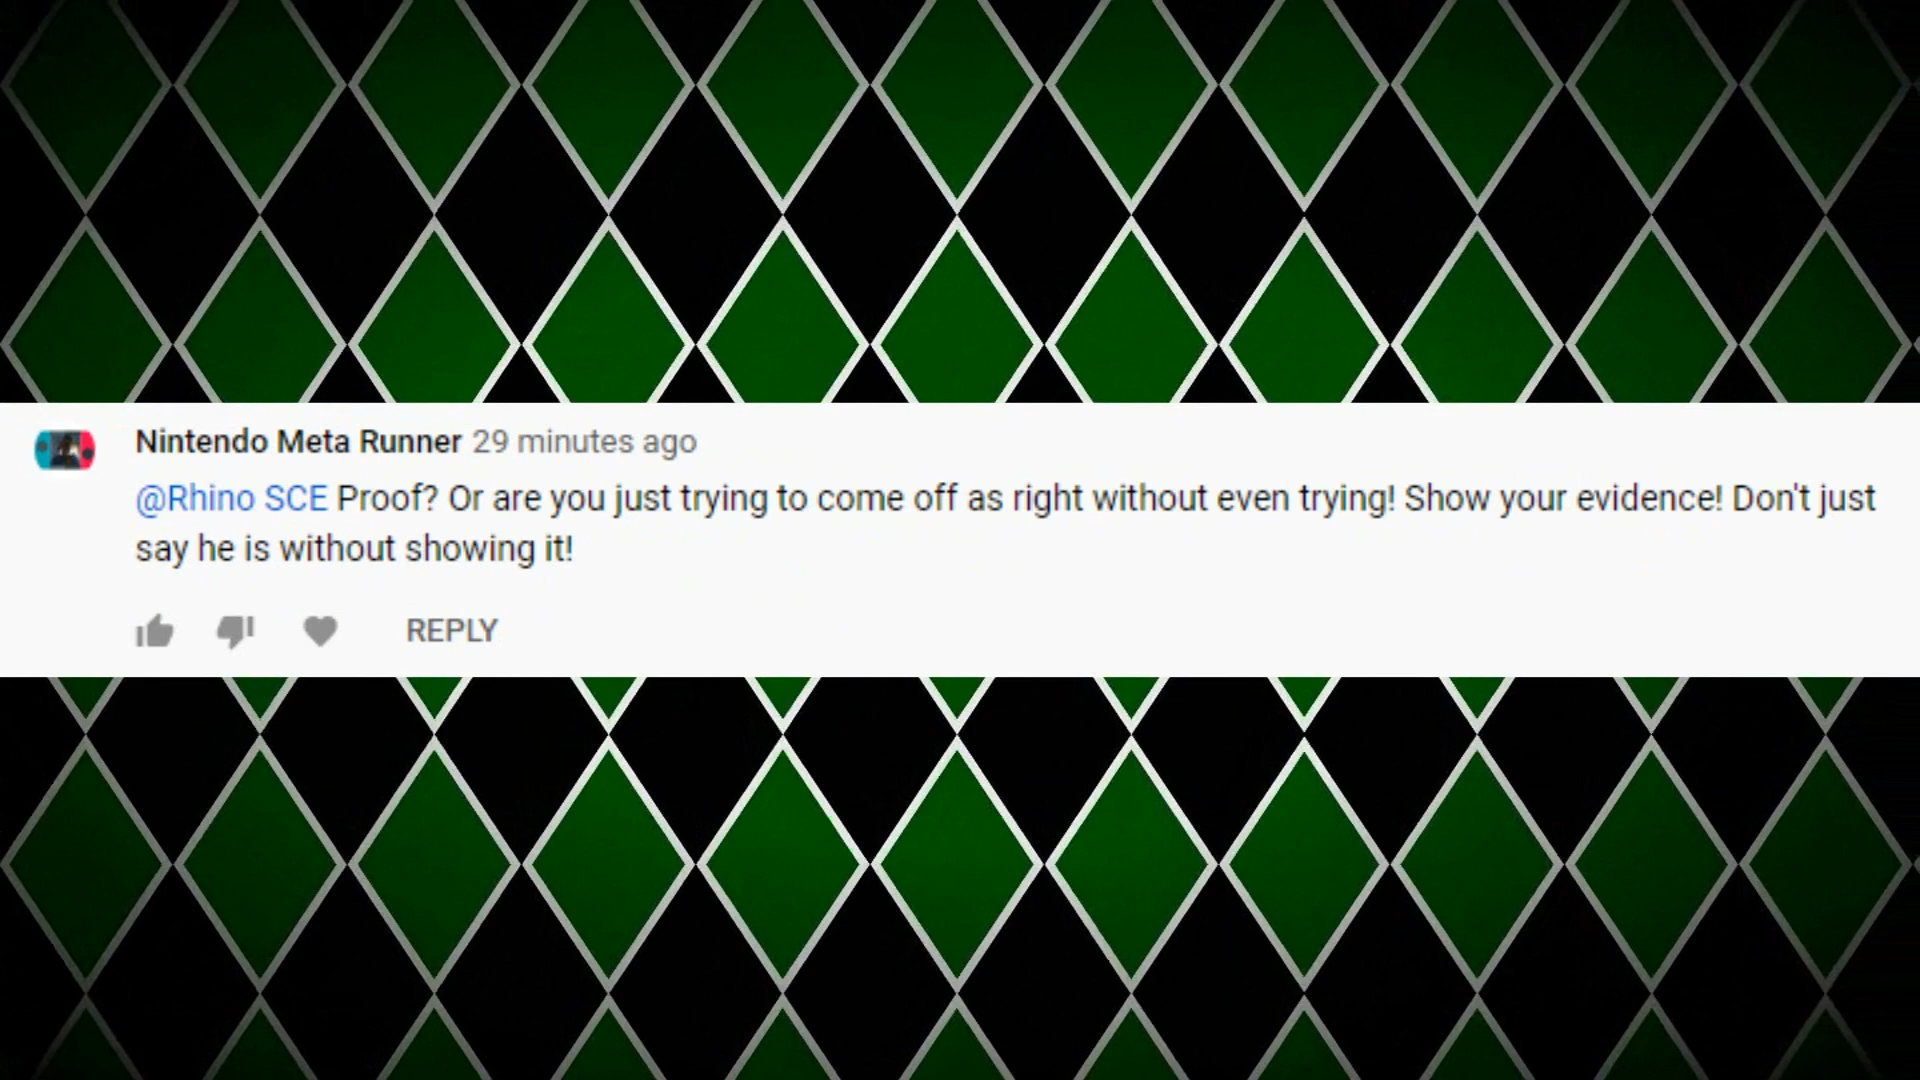 Nintendo Meta Runner 29 minutes ago
@Rhino SCE Proof? Or are you just trying to come off as right without even trying! Show your evidence! Don't just
say he is without showing it!
REPLY